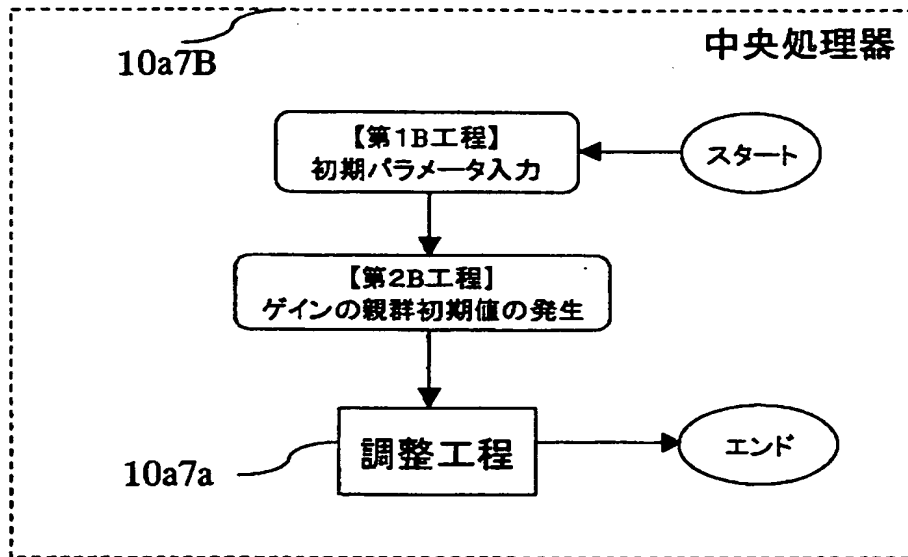 中央処理器
10a7B
【第1B工程】
初期パラメータ入力
スタート
【第2B工程】
ゲインの親群初期値の発生
調整工程
エンド
10a7a